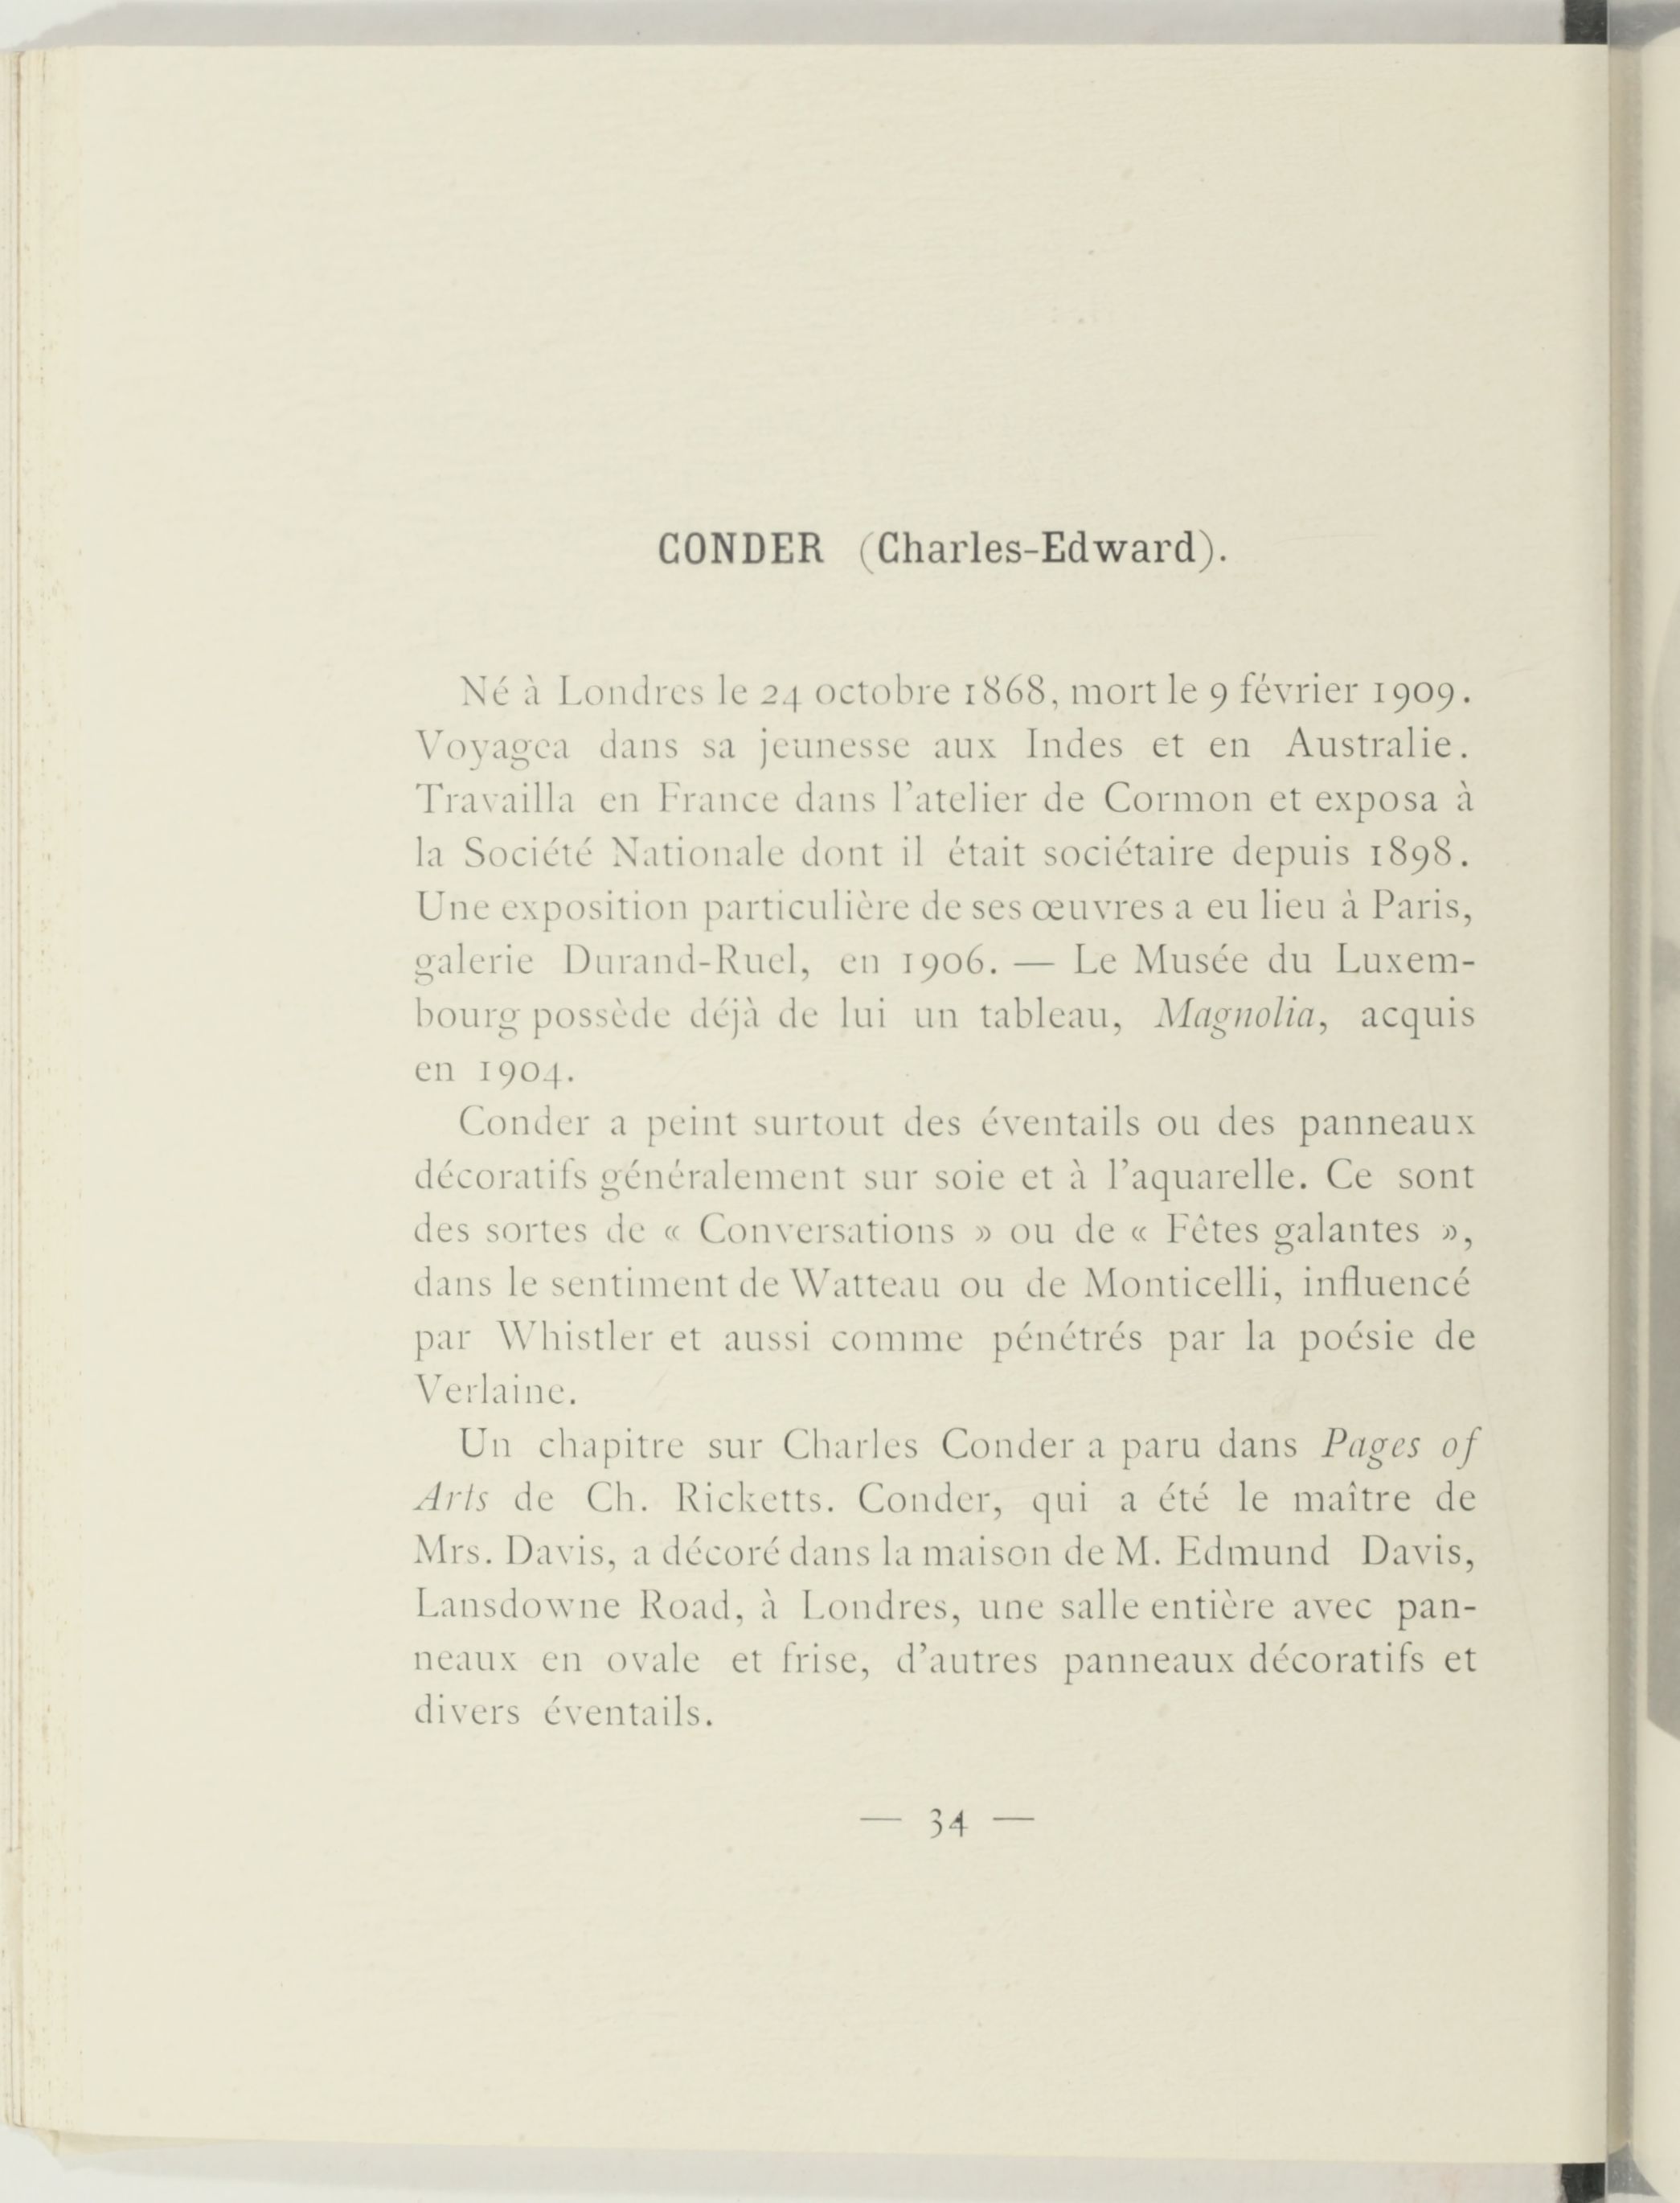 CONDER (Charles-Edward).
Né à Londres le 24 octobre 1868, mort le 9 février 1909.
Voyagea dans sa jeunesse aux Indes et en Australie.
Travailla en France dans l'atelier de Cormon et exposa à
la Société Nationale dont il était sociétaire depuis 1898.
Une exposition particulière de ses œuvres a eu lieu à Paris,
galerie Durand-Ruel, en 1906. — Le Musée du Luxem-
bourg possède déjà de lui un tableau, Magnolia, acquis
en 1904.
Conder a peint surtout des éventails ou des panneaux
décoratifs généralement sur soie et à l'aquarelle. Ce sont
des sortes de « Conversations » ou de « Fêtes galantes »,
dans le sentiment de Watteau ou de Monticelli, influencé
par Whistler et aussi comme pénétrés par la poésie de
Verlaine.
Un chapitre sur Charles Conder a paru dans Pages of
Arts de Ch. Ricketts. Conder, qui a été le maître de
Mrs. Davis, a décoré dans la maison de M. Edmund Davis,
Lansdowne Road, à Londres, une salle entière avec pan-
neaux en ovale et frise, d'autres panneaux décoratifs et
divers éventails.
— 34 —